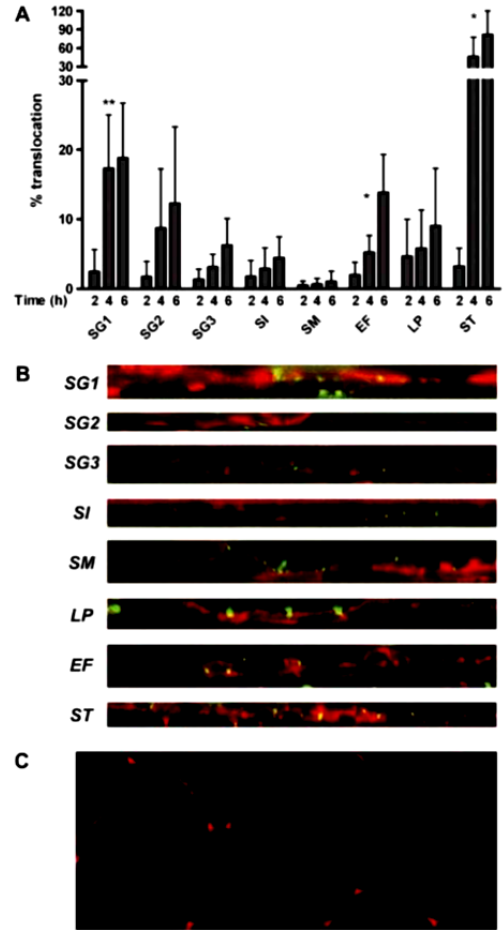 A
% translocation
120
90
60
30
30
20
10
0
**
*
*
Time (h) 2 4 6 2 4 6 2 4 6 2 4 6 2 4 6 2 4 6 2 4 6 2 4 6
SG1 SG2 SG3 SI SM EF LP ST
B
SG1
SG2
SG3
SI
SM
LP
EF
ST
C